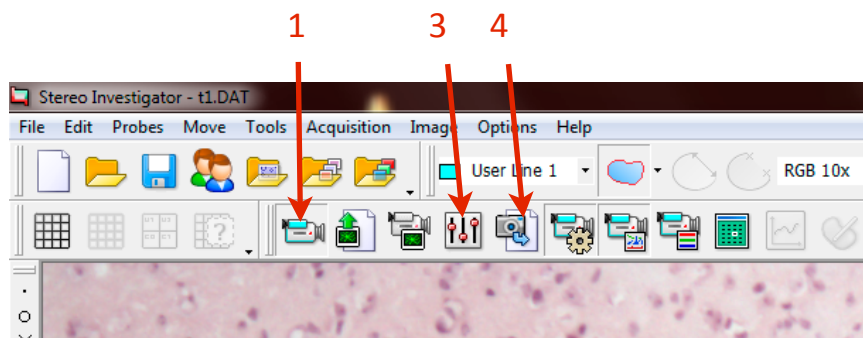 1 3 4
Stereo Investigator - t1.DAT
File Edit Probes Move Tools Acquisition Image Options Help
User Line 1 RGB 10x
?